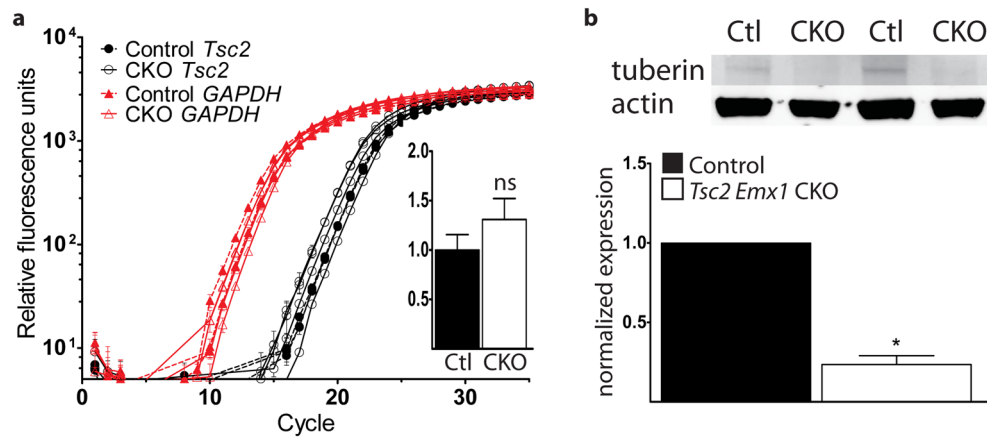 a
Relative fluorescence units
10⁴
10³
10²
10¹
Control Tsc2
CKO Tsc2
Control GAPDH
CKO GAPDH
2.0
1.5
1.0
0.5
ns
Ctl CKO
0 10 20 30
Cycle
b
Ctl CKO Ctl CKO
tuberin
actin
normalized expression
1.5
1.0
0.5
Control
Tsc2 Emx1 CKO
*